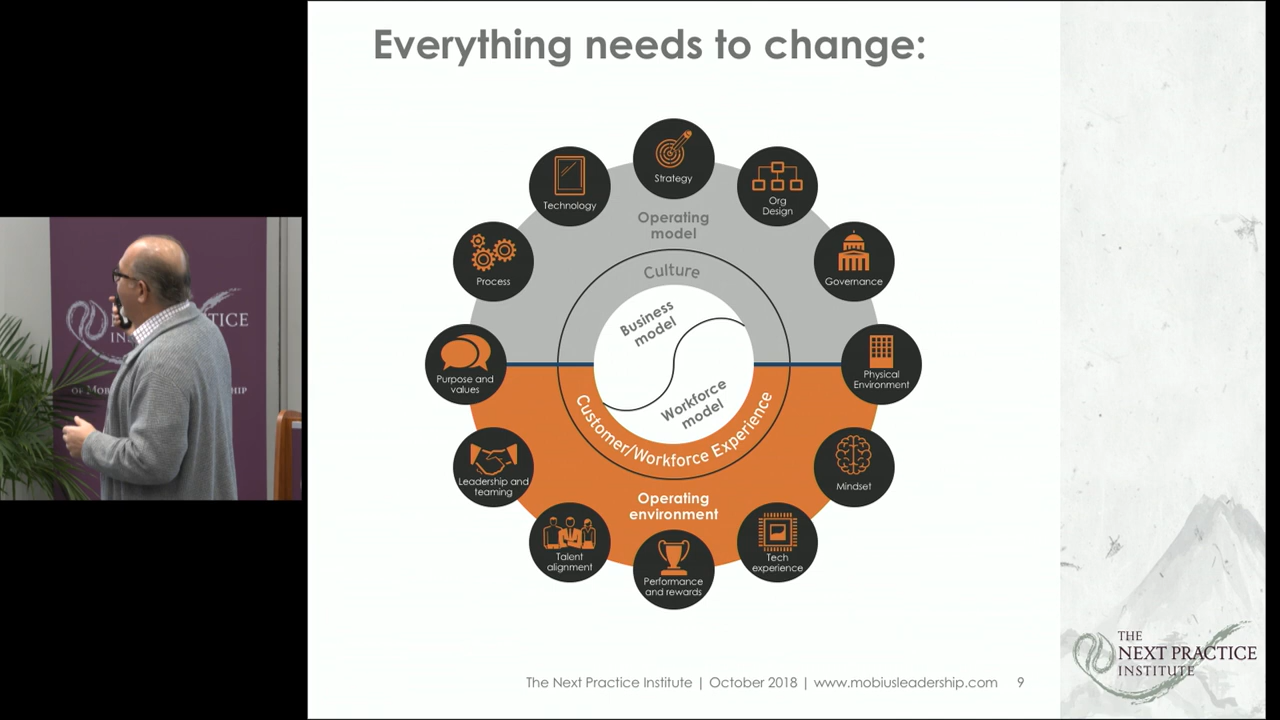 Everything needs to change:
Strategy
Technology
Org
Design
Operating
model
Process
Culture
Governance
Business
model
Purpose and
values
Physical
Environment
Workforce
model
Customer/Workforce Experience
Leadership and
teaming
Mindset
Operating
environment
Talent
alignment
Performance
and rewards
Tech
experience
The Next Practice Institute | October 2018 | www.mobiusleadership.com 9
THE
NEXT PRACTICE
INSTITUTE